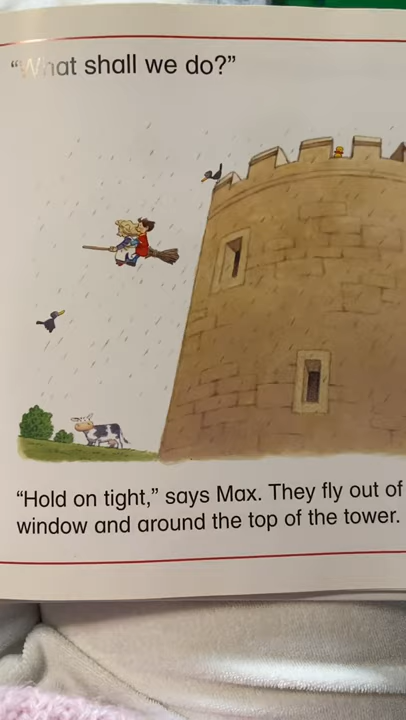 “What shall we do?”
“Hold on tight,” says Max. They fly out of
window and around the top of the tower.